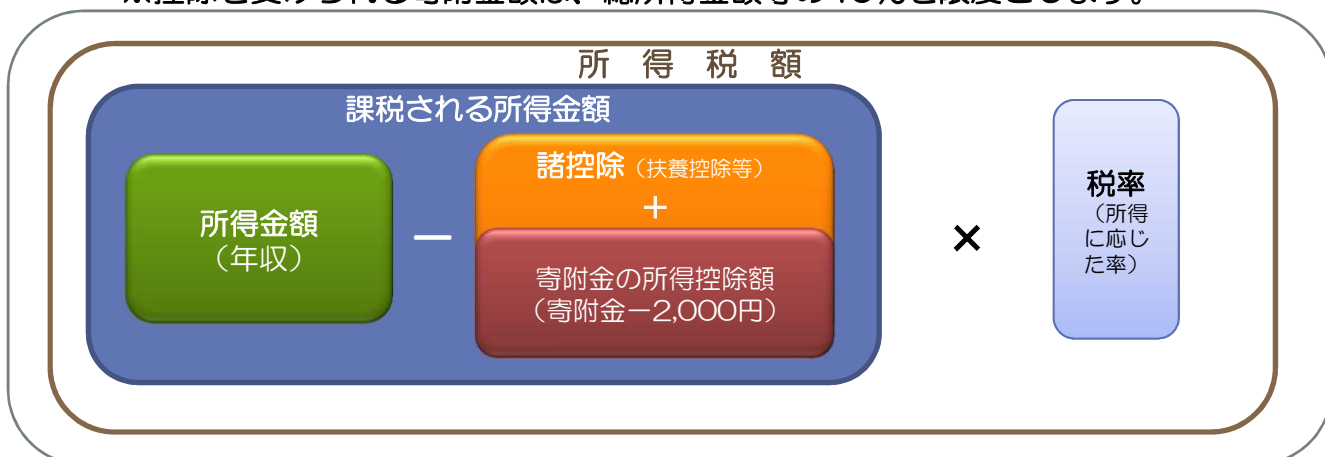 所得税額
課税される所得金額
諸控除（扶養控除等）
＋
所得金額
（年収）
－
寄附金の所得控除額
（寄附金－2,000円）
×
税率
（所得
に応じ
た率）